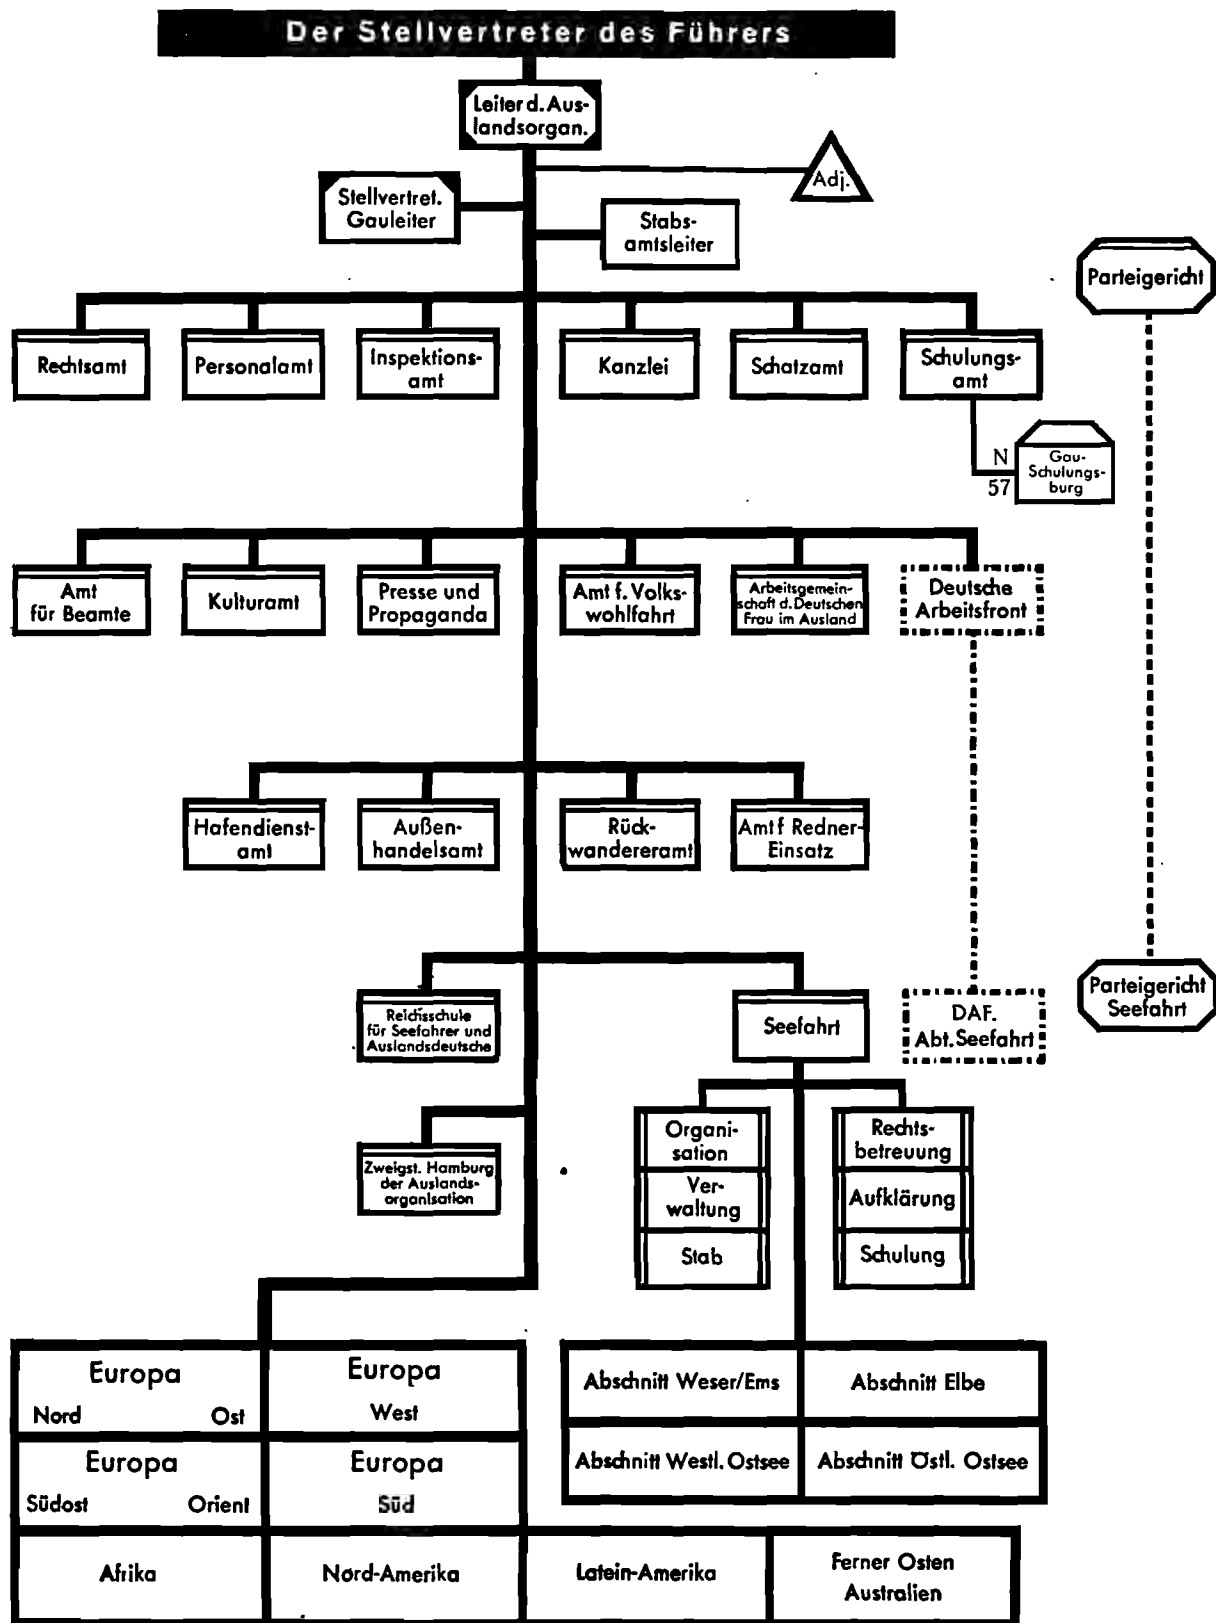 Der Stellvertreter des Führers
Leiter d. Aus-
landsorgan.
Adj.
Stellvertret.
Gauleiter
Stabs-
amtsleiter
Parteigericht
Rechtsamt
Personalamt
Inspektions-
amt
Kanzlei
Schatzamt
Schulungs-
amt
N
57
Gau-
Schulungs-
burg
Amt
für Beamte
Kulturamt
Presse und
Propaganda
Amt f. Volks-
wohlfahrt
Arbeitsgemein-
schaft d. Deutschen
Frau im Ausland
Deutsche
Arbeitsfront
Hafendienst-
amt
Außen-
handelsamt
Rück-
wandereramt
Amt f Redner-
Einsatz
Reichsschule
für Seefahrer und
Auslandsdeutsche
Seefahrt
DAF.
Abt. Seefahrt
Parteigericht
Seefahrt
Zweigst. Hamburg
der Auslands-
organisation
Organi-
sation
Ver-
waltung
Stab
Rechts-
betreuung
Aufklärung
Schulung
Europa
Nord Ost
Europa
West
Europa
Südost Orient
Europa
Süd
Afrika
Nord-Amerika
Latein-Amerika
Ferner Osten
Australien
Abschnitt Weser/Ems
Abschnitt Elbe
Abschnitt Westl. Ostsee
Abschnitt Östl. Ostsee